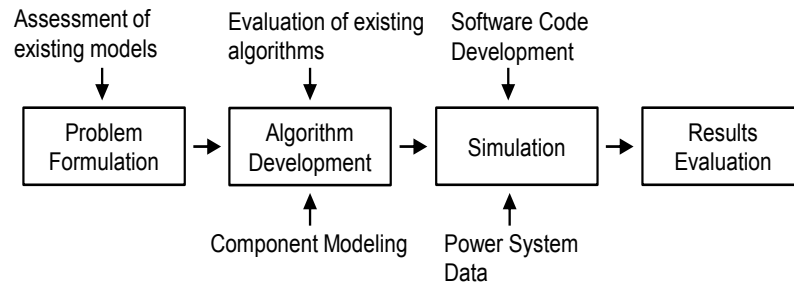 Assessment of
existing models
Evaluation of existing
algorithms
Software Code
Development
Problem
Formulation
Algorithm
Development
Simulation
Results
Evaluation
Component Modeling
Power System
Data